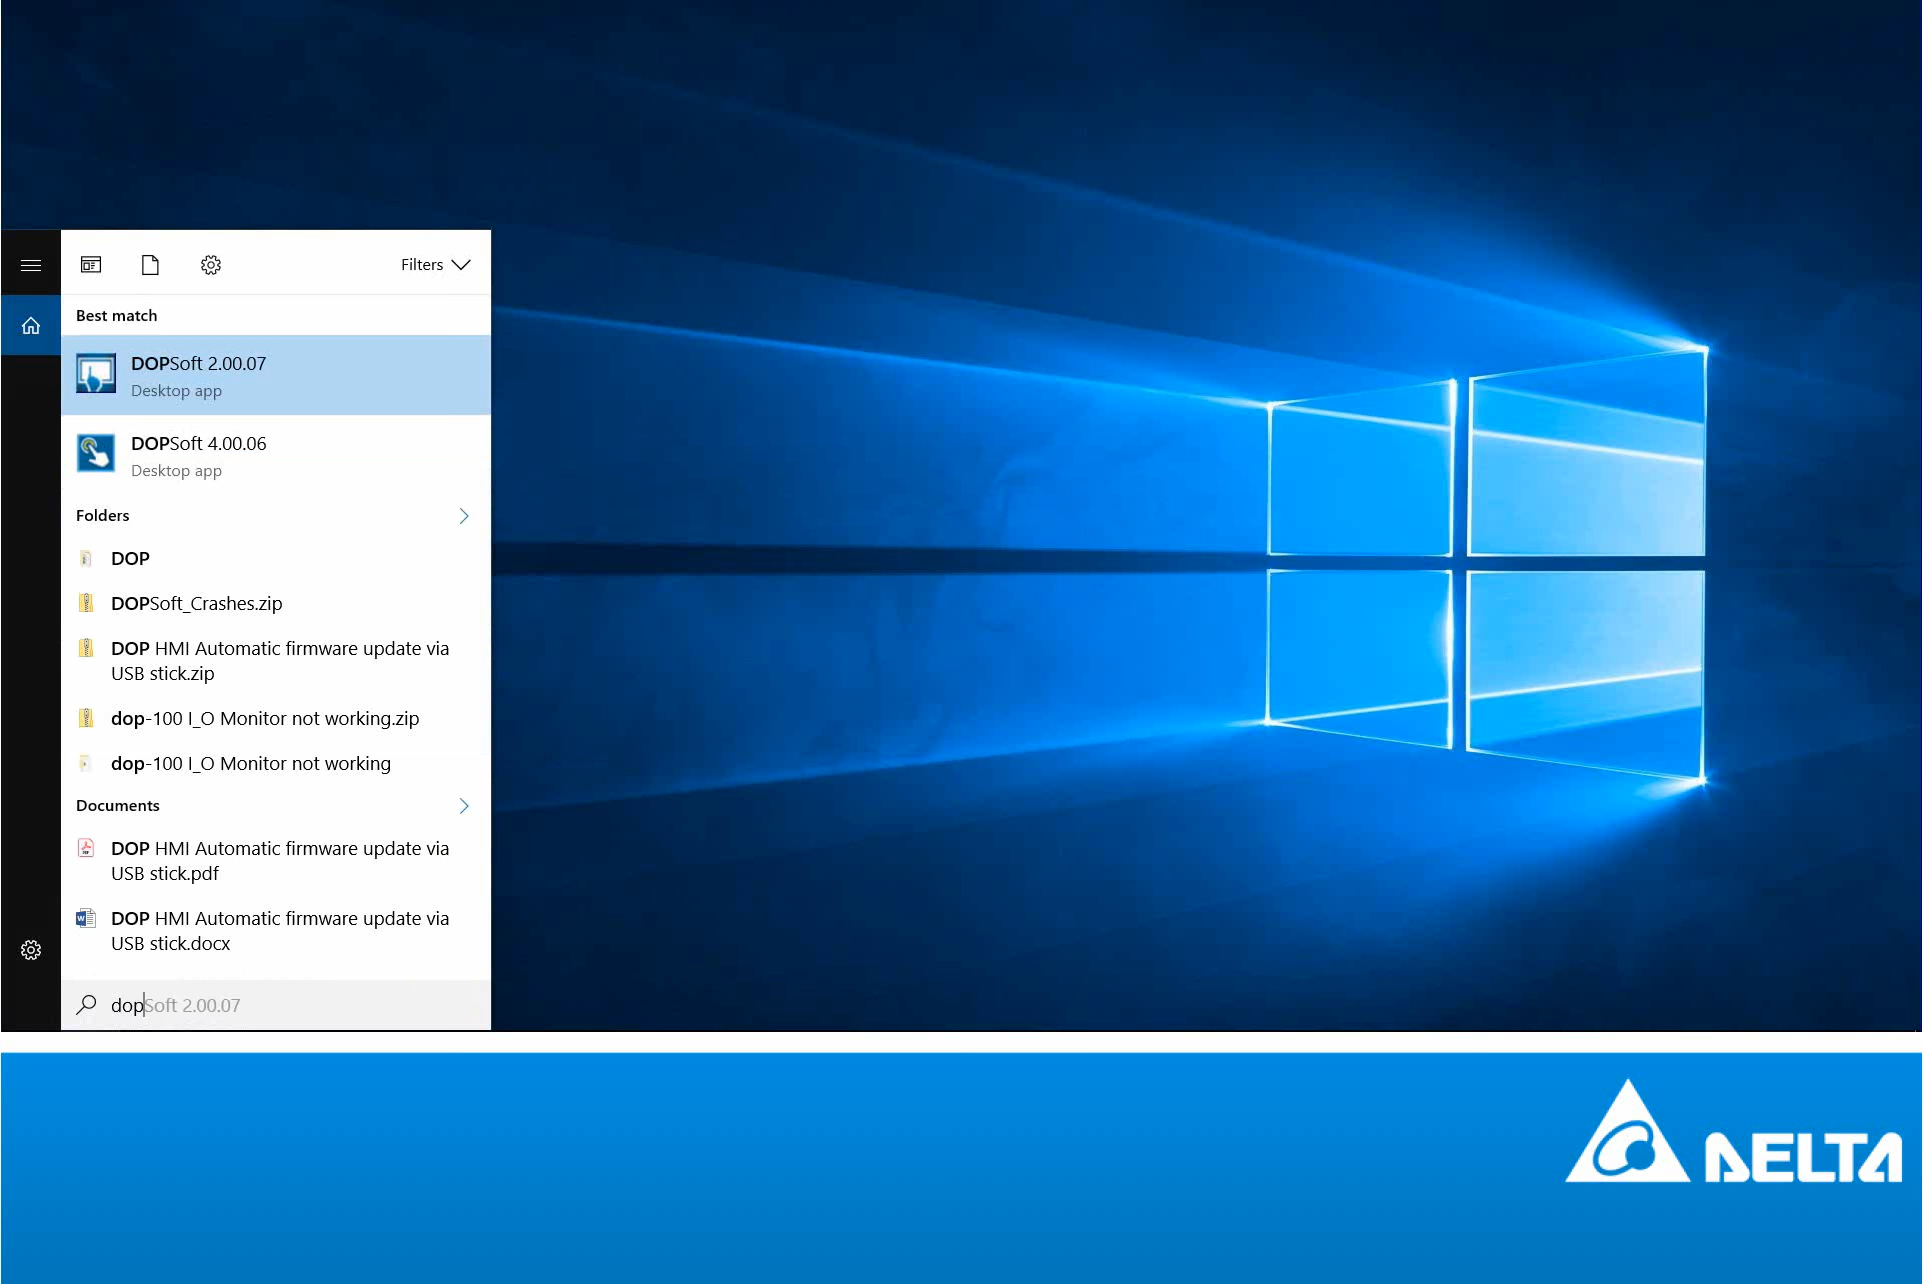 Filters
Best match
DOPSoft 2.00.07
Desktop app
DOPSoft 4.00.06
Desktop app
Folders
DOP
DOPSoft_Crashes.zip
DOP HMI Automatic firmware update via
USB stick.zip
dop-100 I_O Monitor not working.zip
dop-100 I_O Monitor not working
Documents
DOP HMI Automatic firmware update via
USB stick.pdf
DOP HMI Automatic firmware update via
USB stick.docx
dopSoft 2.00.07
DELTA